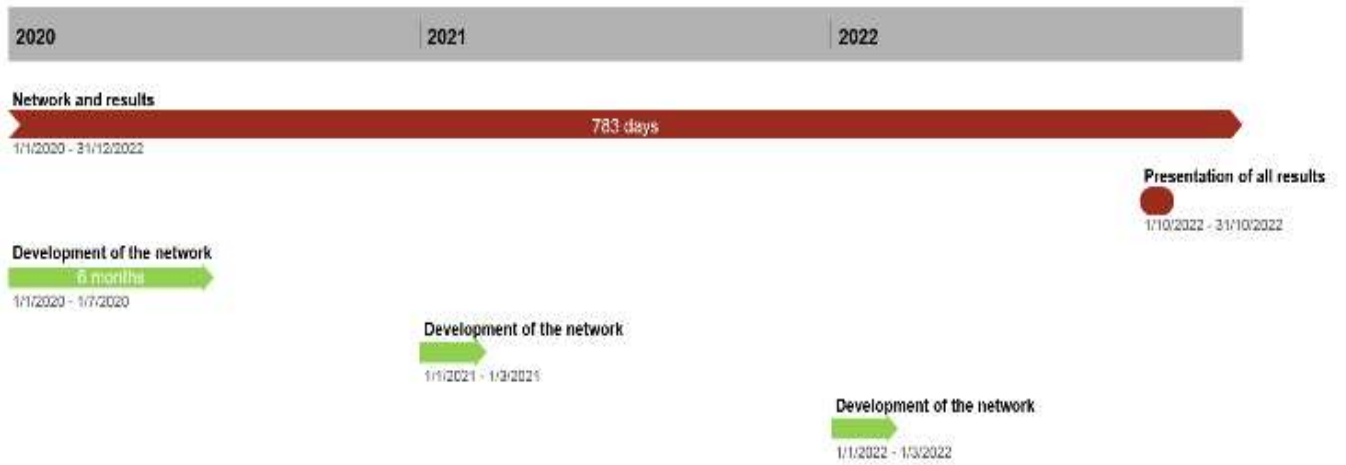 2020 2021 2022
Network and results
783 days
1/1/2020 - 31/12/2022
Presentation of all results
1/10/2022 - 31/10/2022
Development of the network
6 months
1/1/2020 - 1/7/2020
Development of the network
1/1/2021 - 1/3/2021
Development of the network
1/1/2022 - 1/3/2022